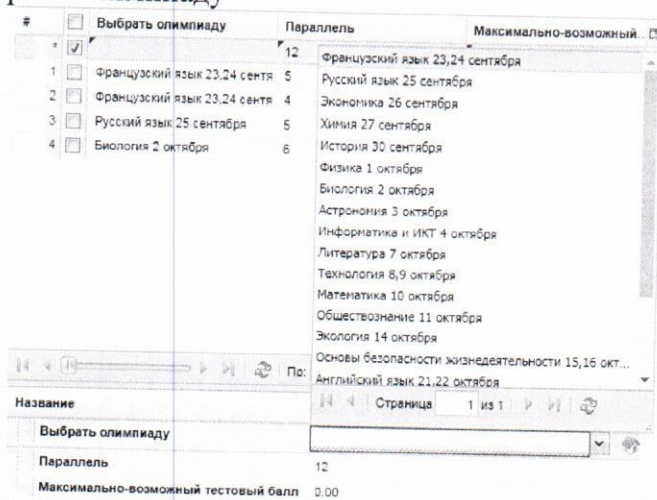 олимпиаду
# Выбрать олимпиаду Параллель Максимально-возможный..
* 12
1 Французский язык 23,24 сентя 5
2 Французский язык 23,24 сентя 4
3 Русский язык 25 сентября 5
4 Биология 2 октября 6
Французский язык 23,24 сентября
Русский язык 25 сентября
Экономика 26 сентября
Химия 27 сентября
История 30 сентября
Физика 1 октября
Биология 2 октября
Астрономия 3 октября
Информатика и ИКТ 4 октября
Литература 7 октября
Технология 8,9 октября
Математика 10 октября
Обществознание 11 октября
Экология 14 октября
Основы безопасности жизнедеятельности 15,16 окт...
Английский язык 21,22 октября
По:
Страница 1 из 1
Название
Выбрать олимпиаду
Параллель 12
Максимально-возможный тестовый балл 0.00